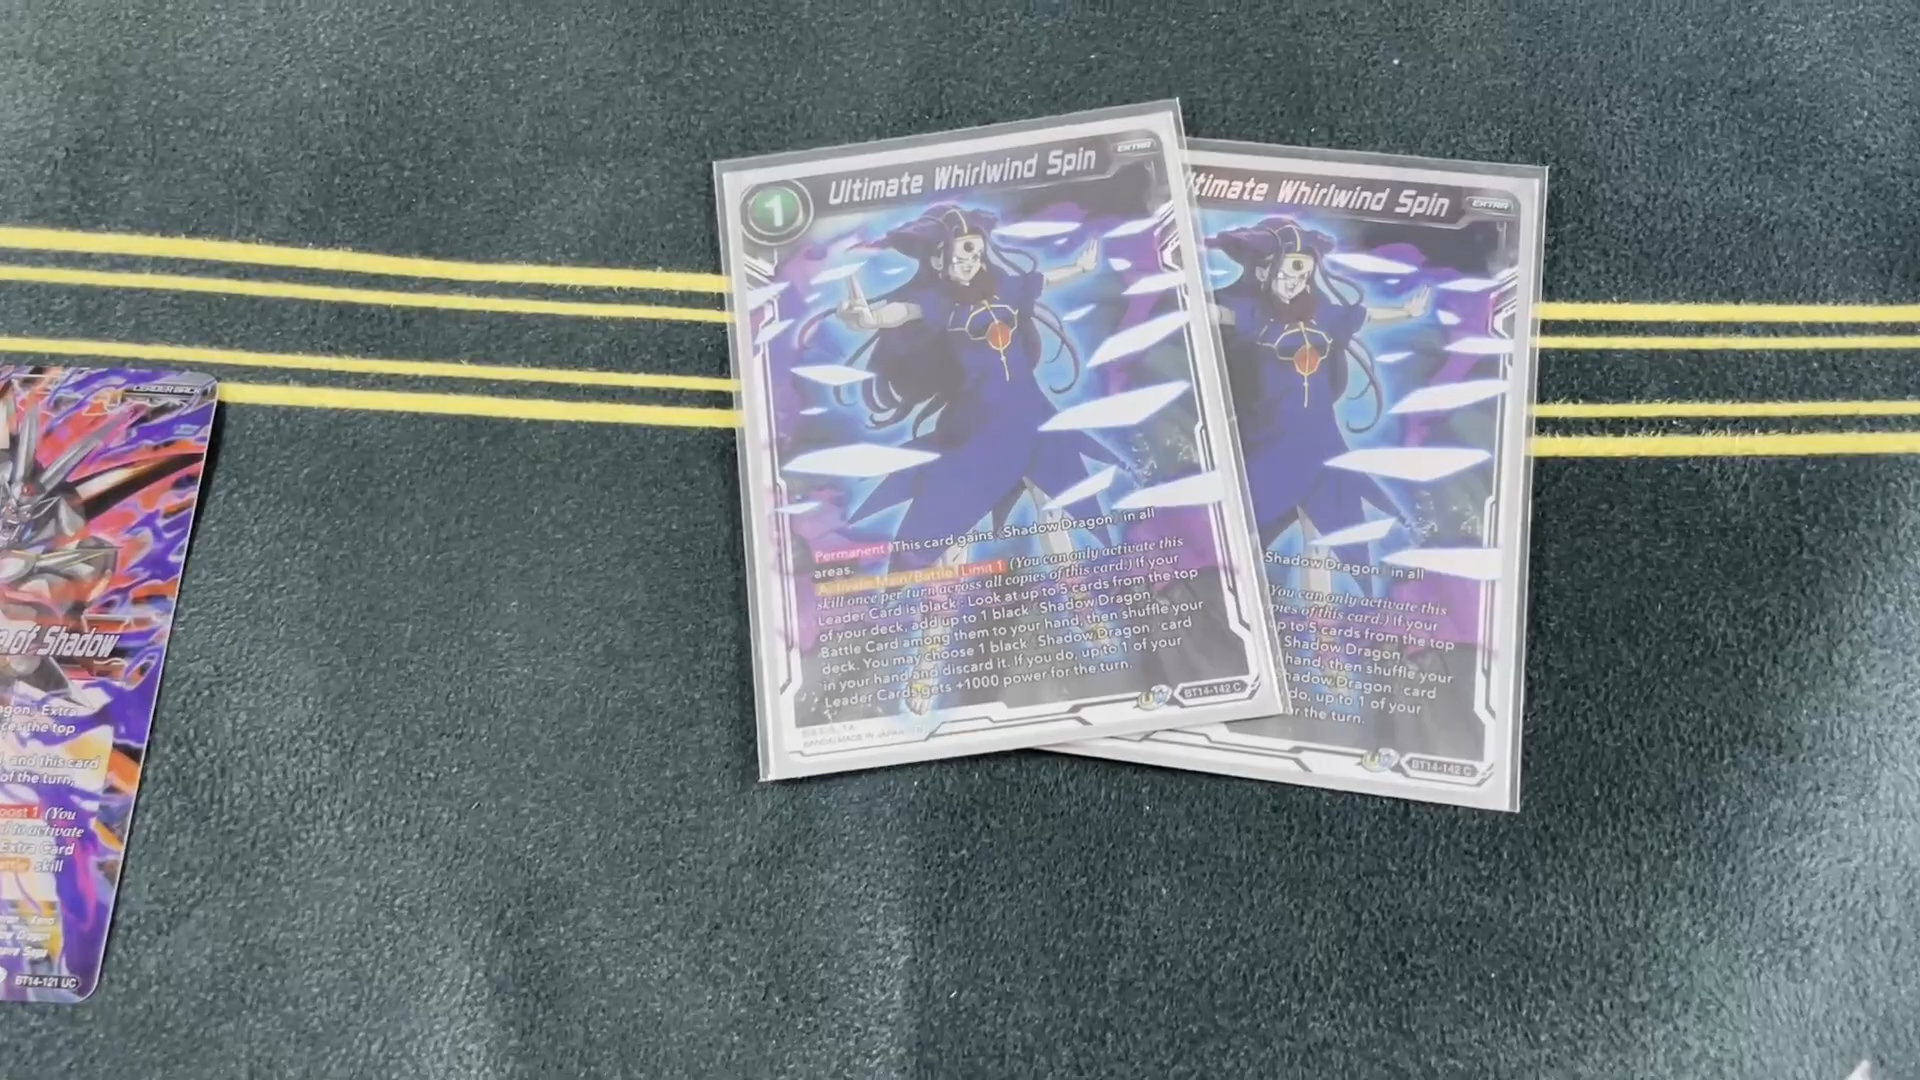 LEADER BACK
of Shadow
Extra
the top
and this card
of the turn,
(You
to activate
Extra Card
skill
BT14-121 UC
1
Ultimate Whirlwind Spin
EXTRA
Permanent This card gains 《Shadow Dragon》 in all
areas.
Activate: Main/Battle Limit 1 (You can only activate this
skill once per turn across all copies of this card.) If your
Leader Card is black : Look at up to 5 cards from the top
of your deck, add up to 1 black 《Shadow Dragon》
Battle Card among them to your hand, then shuffle your
deck. You may choose 1 black 《Shadow Dragon》 card
in your hand and discard it. If you do, up to 1 of your
Leader Cards gets +1000 power for the turn.
BANDAI MADE IN JAPAN
BT14-142 C
timate Whirlwind Spin
EXTRA
Shadow Dragon》 in all
You can only activate this
pies of this card.) If your
up to 5 cards from the top
Shadow Dragon》
hand, then shuffle your
hadow Dragon》 card
do, up to 1 of your
r the turn.
BT14-142 C